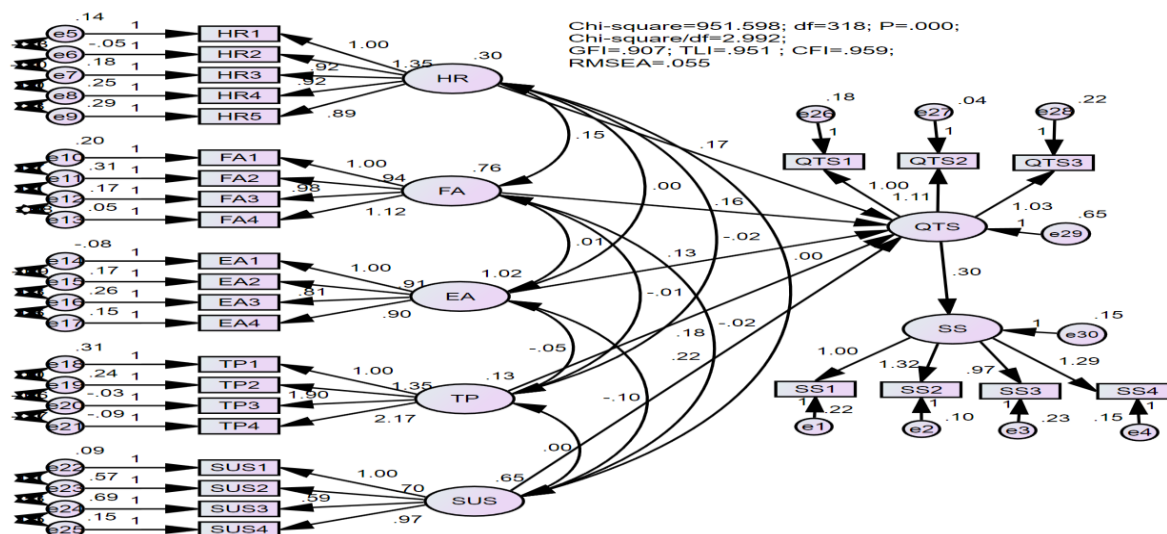 Chi-square=951.598; df=318; P=.000;
Chi-square/df=2.992;
GFI=.907; TLI=.951 ; CFI=.959;
RMSEA=.055
.14
e5 1 HR1
-.05
e6 1 HR2
.18
e7 1 HR3
.25
e8 1 HR4
.29
e9 1 HR5
1.00
1.35
.92
.92
.89
.30
HR
.20
e10 1 FA1
.31
e11 1 FA2
.17
e12 1 FA3
.05
e13 1 FA4
1.00
.94
.98
1.12
.76
FA
-.08
e14 1 EA1
.17
e15 1 EA2
.26
e16 1 EA3
.15
e17 1 EA4
1.00
.91
.81
.90
1.02
EA
.31
e18 1 TP1
.24
e19 1 TP2
-.03
e20 1 TP3
-.09
e21 1 TP4
1.00
1.35
1.90
2.17
.13
TP
.09
e22 1 SUS1
.57
e23 1 SUS2
.69
e24 1 SUS3
.15
e25 1 SUS4
1.00
.70
.59
.97
.65
SUS
.15
.00
.01
-.02
.00
-.01
-.02
-.05
-.10
.00
.17
.16
.13
.18
.22
.18 .04 .22
e26 e27 e28
1 1 1
QTS1 QTS2 QTS3
1.00 1.11 1.03
QTS 1 e29 .65
.30
SS 1 e30 .15
1.00 1.32 .97 1.29
SS1 SS2 SS3 SS4
1 1 1 1
.22 .10 .23 .15
e1 e2 e3 e4